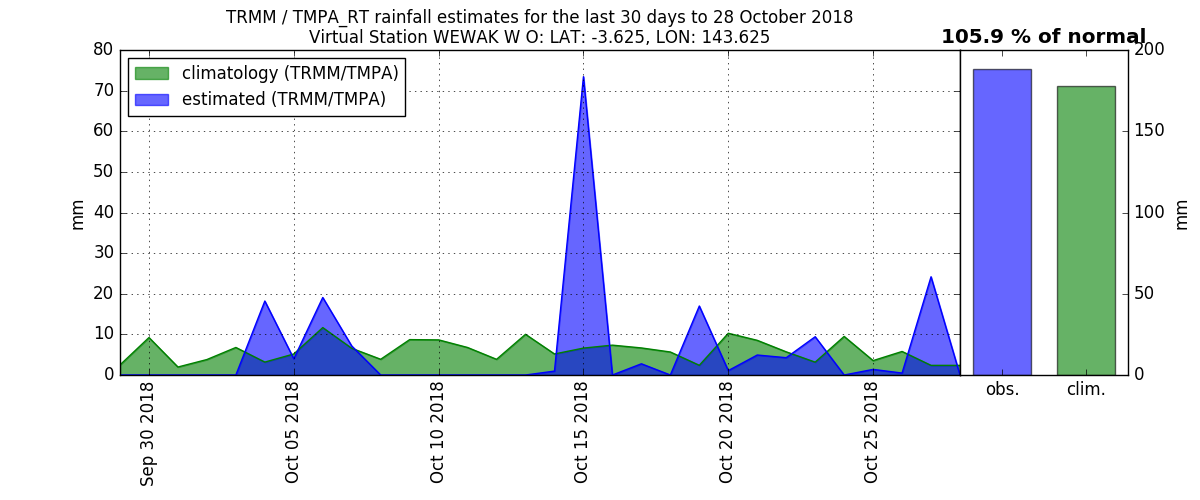 TRMM / TMPA_RT rainfall estimates for the last 30 days to 28 October 2018
Virtual Station WEWAK W O: LAT: -3.625, LON: 143.625
105.9 % of normal
climatology (TRMM/TMPA)
estimated (TRMM/TMPA)
80
70
60
50
40
30
20
10
0
mm
Sep 30 2018
Oct 05 2018
Oct 10 2018
Oct 15 2018
Oct 20 2018
Oct 25 2018
obs.
clim.
200
150
100
50
0
mm